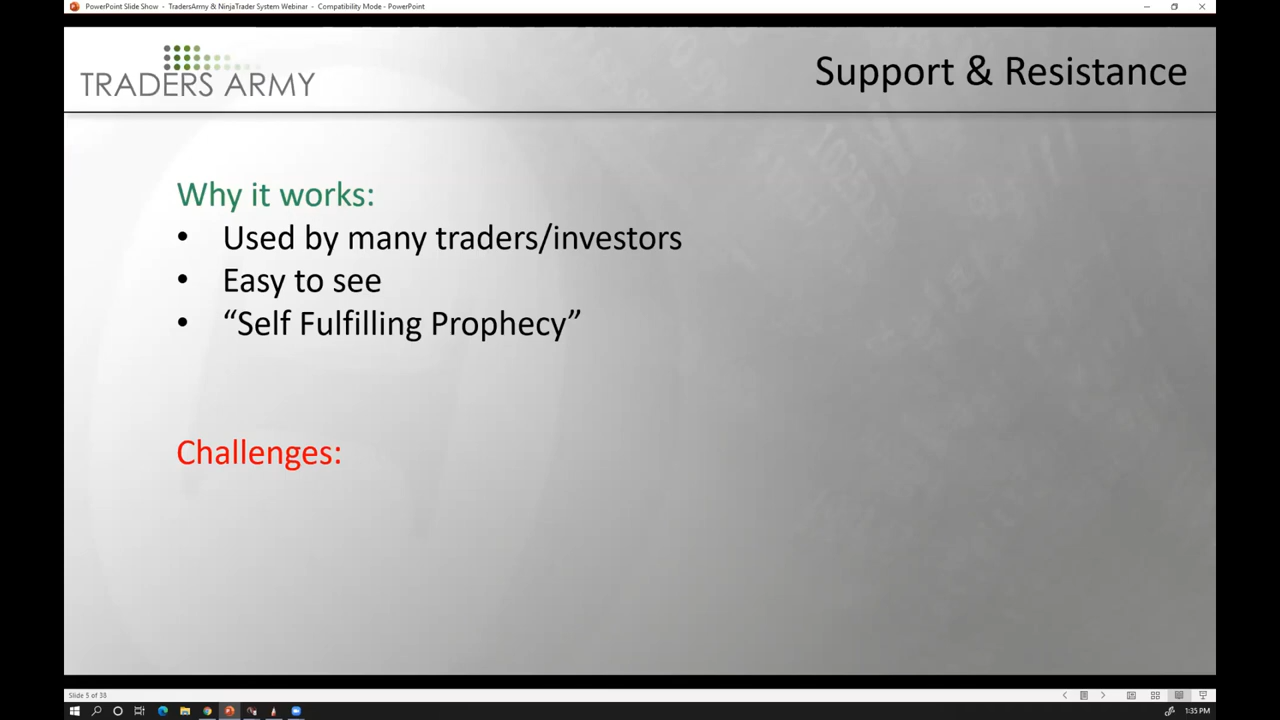 PowerPoint Slide Show - TradersArmy & NinjaTrader System Webinar - Compatibility Mode - PowerPoint
TRADERS ARMY
Support & Resistance
Why it works:
• Used by many traders/investors
• Easy to see
• “Self Fulfilling Prophecy”
Challenges:
Slide 5 of 38
1:35 PM